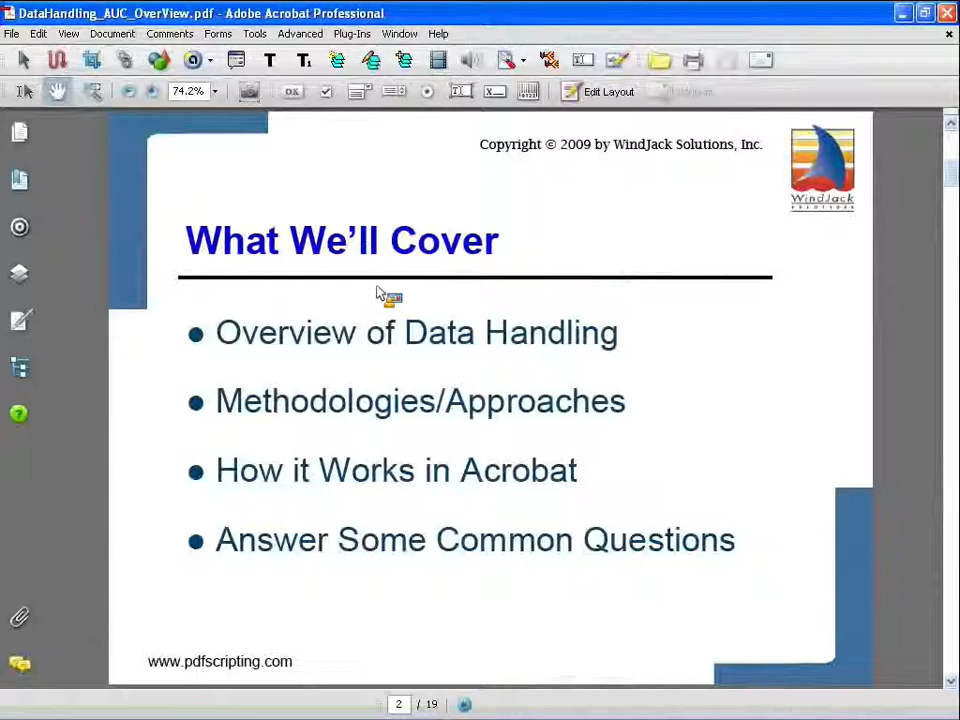 DataHandling_AUC_OverView.pdf - Adobe Acrobat Professional
File Edit View Document Comments Forms Tools Advanced Plug-Ins Window Help
74.2% OK Edit Layout
Copyright © 2009 by WindJack Solutions, Inc.
WindJack
SOLUTIONS
What We'll Cover
● Overview of Data Handling
● Methodologies/Approaches
● How it Works in Acrobat
● Answer Some Common Questions
www.pdfscripting.com
2 / 19